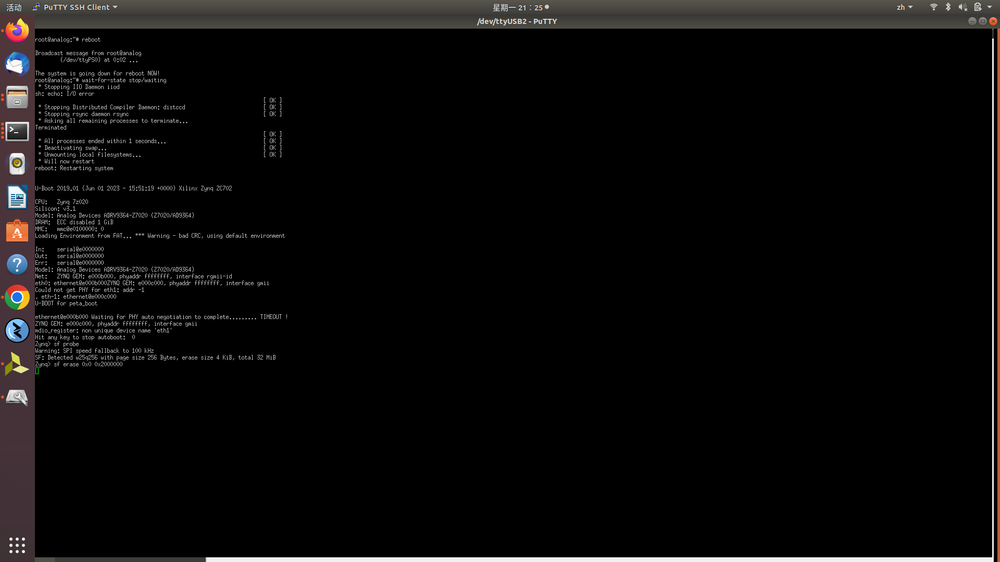 活动 PuTTY SSH Client 星期一 21：25 zh
/dev/ttyUSB2 - PuTTY
root@analog:~# reboot
Broadcast message from root@analog
(/dev/ttyPS0) at 0:02 ...
The system is going down for reboot NOW!
root@analog:~# wait-for-state stop/waiting
* Stopping IIO Daemon iiod
sh: echo: I/O error
[ OK ]
* Stopping Distributed Compiler Daemon: distccd [ OK ]
* Stopping rsync daemon rsync [ OK ]
* Asking all remaining processes to terminate...
Terminated
[ OK ]
* All processes ended within 1 seconds... [ OK ]
* Deactivating swap... [ OK ]
* Unmounting local filesystems... [ OK ]
* Will now restart
reboot: Restarting system
U-Boot 2019.01 (Jun 01 2023 - 15:51:19 +0000) Xilinx Zynq ZC702
CPU: Zynq 7z020
Silicon: v3.1
Model: Analog Devices ADRV9364-Z7020 (Z7020/AD9364)
DRAM: ECC disabled 1 GiB
MMC: mmc@e0100000: 0
Loading Environment from FAT... *** Warning - bad CRC, using default environment
In: serial@e0000000
Out: serial@e0000000
Err: serial@e0000000
Model: Analog Devices ADRV9364-Z7020 (Z7020/AD9364)
Net: ZYNQ GEM: e000b000, phyaddr ffffffff, interface rgmii-id
eth0: ethernet@e000b000ZYNQ GEM: e000c000, phyaddr ffffffff, interface gmii
Could not get PHY for eth1: addr -1
, eth-1: ethernet@e000c000
U-BOOT for peta_boot
ethernet@e000b000 Waiting for PHY auto negotiation to complete......... TIMEOUT !
ZYNQ GEM: e000c000, phyaddr ffffffff, interface gmii
mdio_register: non unique device name 'eth1'
Hit any key to stop autoboot: 0
Zynq> sf probe
Warning: SPI speed fallback to 100 kHz
SF: Detected w25q256 with page size 256 Bytes, erase size 4 KiB, total 32 MiB
Zynq> sf erase 0x0 0x2000000